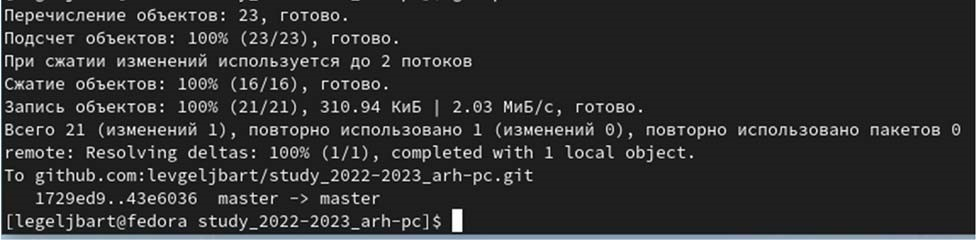 Перечисление объектов: 23, готово.
Подсчет объектов: 100% (23/23), готово.
При сжатии изменений используется до 2 потоков
Сжатие объектов: 100% (16/16), готово.
Запись объектов: 100% (21/21), 310.94 КиБ | 2.03 МиБ/с, готово.
Всего 21 (изменений 1), повторно использовано 1 (изменений 0), повторно использовано пакетов 0
remote: Resolving deltas: 100% (1/1), completed with 1 local object.
To github.com:levgeljbart/study_2022-2023_arh-pc.git
   1729ed9..43e6036  master -> master
[legeljbart@fedora study_2022-2023_arh-pc]$